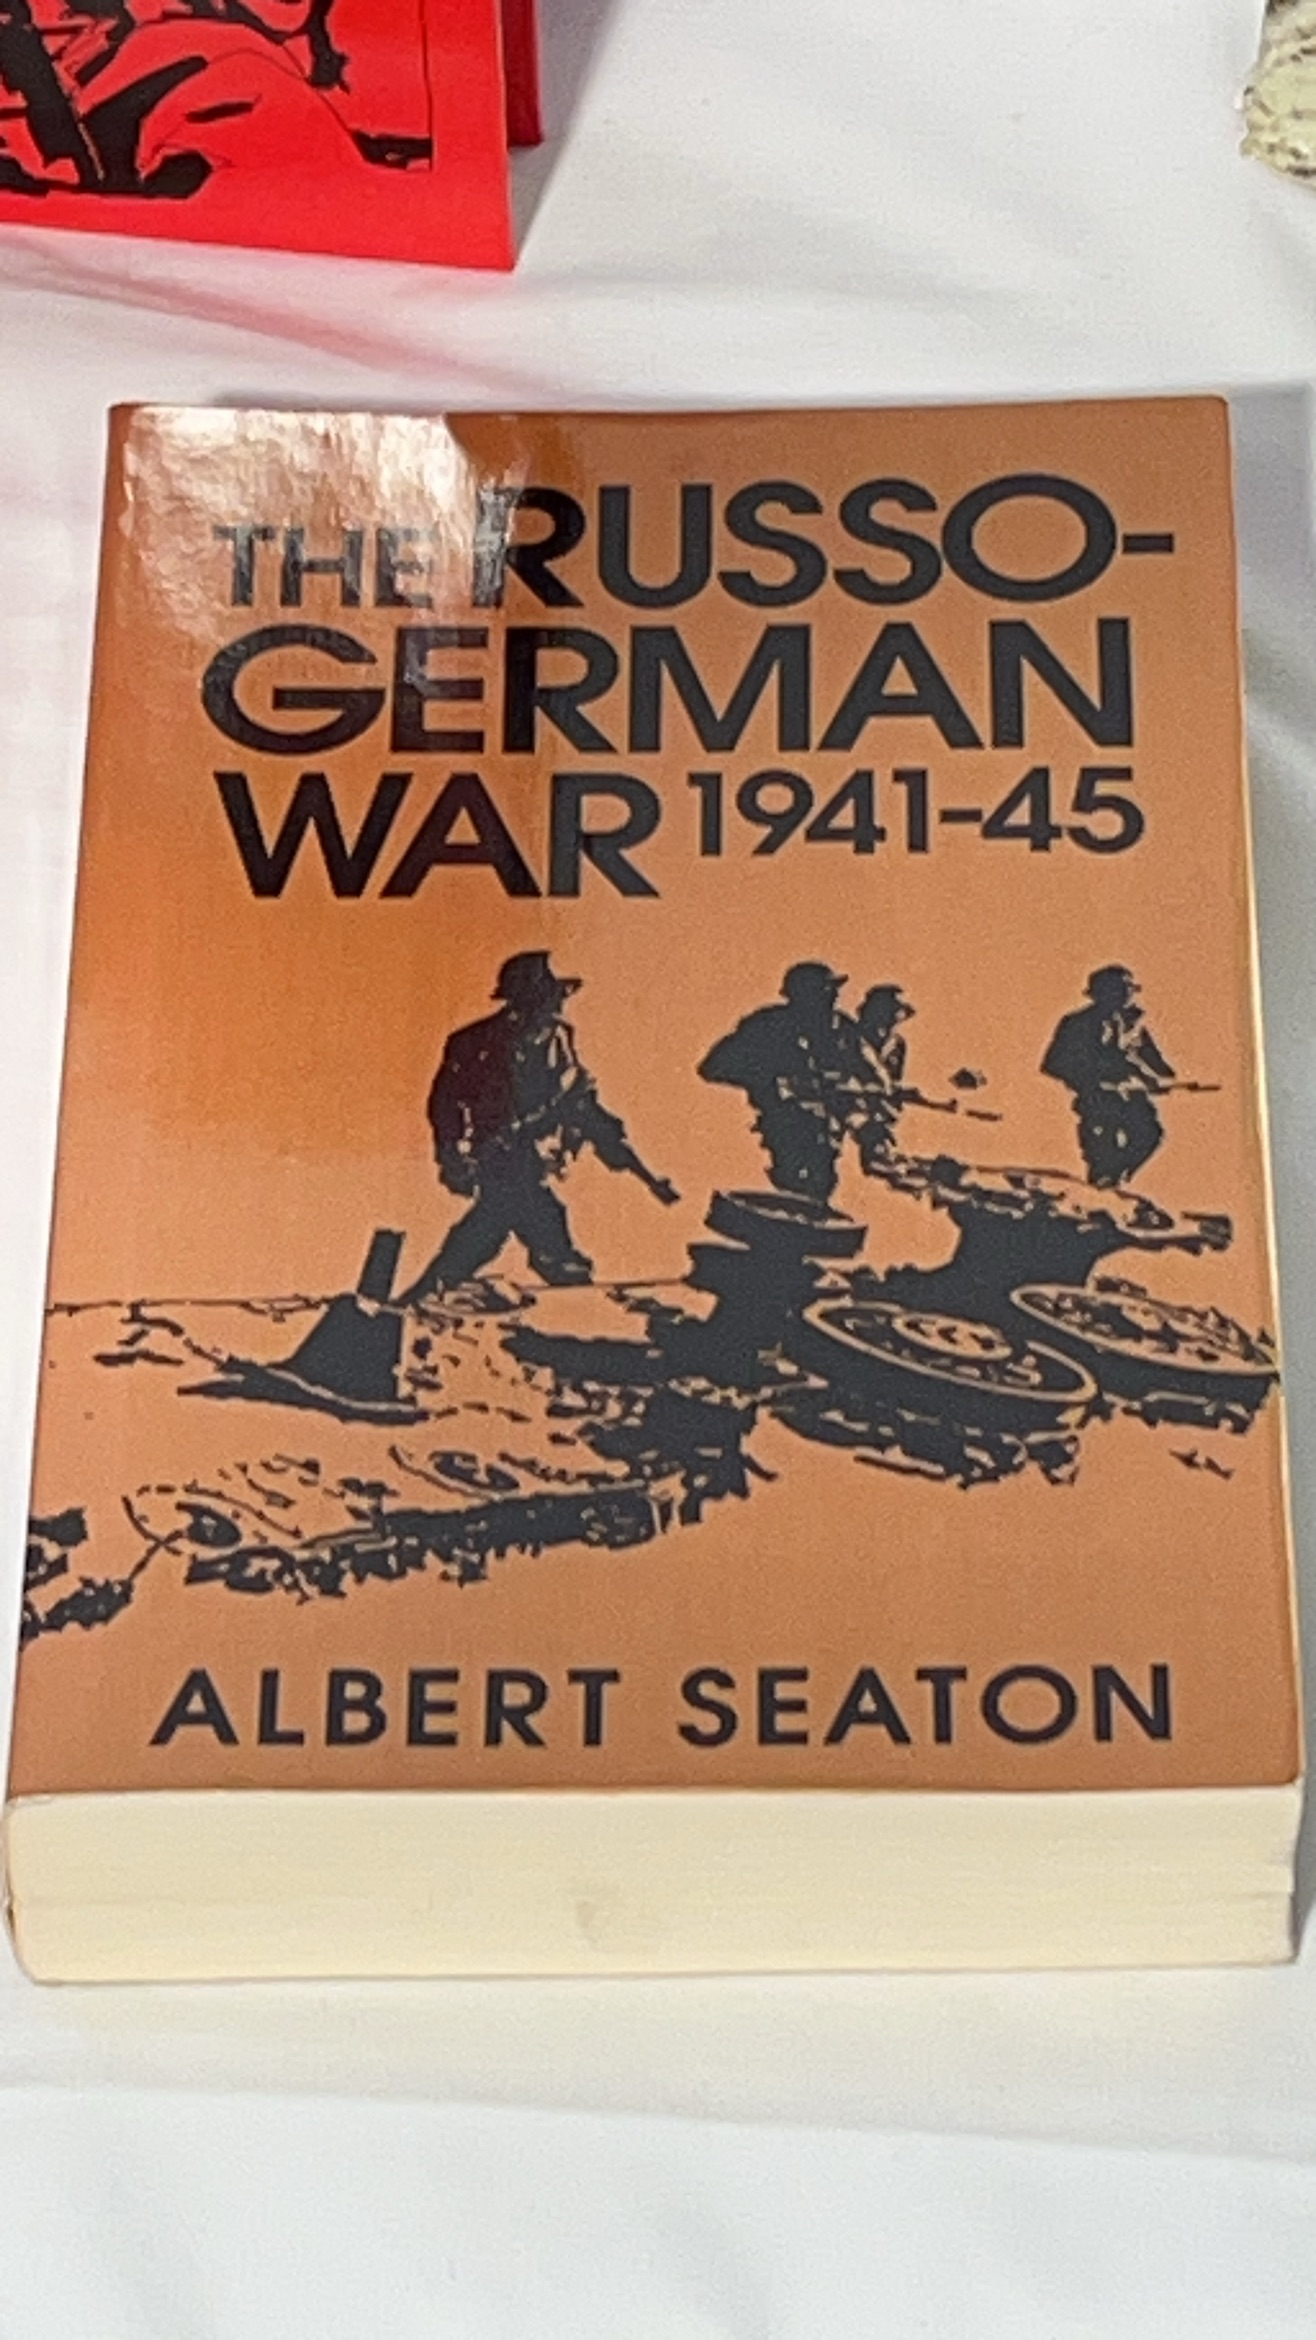 THE RUSSO-
GERMAN
WAR 1941-45
ALBERT SEATON